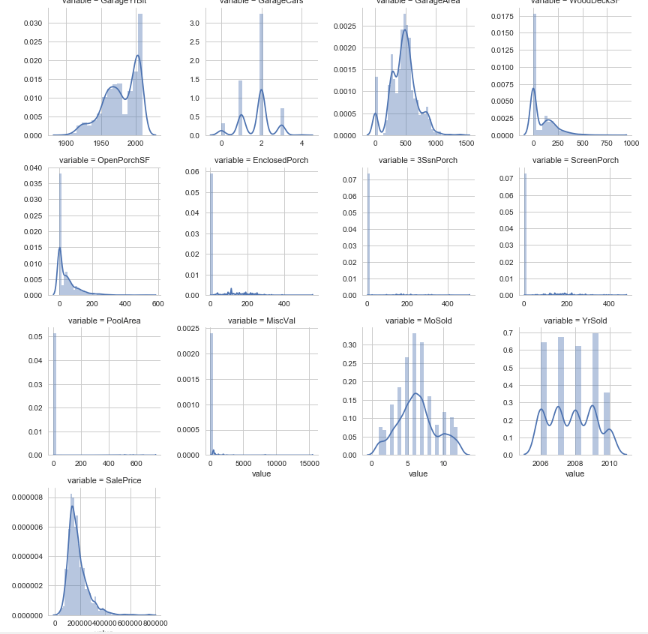 variable = GarageYrBlt variable = GarageCars variable = GarageArea variable = WoodDeckSF
0.030 3.0 0.0025 0.0175
0.025 2.5 0.0150
0.020 2.0 0.0020 0.0125
0.015 1.5 0.0015 0.0100
0.010 1.0 0.0010 0.0075
0.005 0.5 0.0005 0.0050
0.0025
0.000 0.0 0.0000 0.0000
1900 1950 2000 0 2 4 0 500 1000 1500 0 250 500 750 1000
variable = OpenPorchSF variable = EnclosedPorch variable = 3SsnPorch variable = ScreenPorch
0.040 0.06 0.07 0.07
0.035 0.05 0.06 0.06
0.030 0.04 0.05 0.05
0.025 0.03 0.04 0.04
0.020 0.02 0.03 0.03
0.015 0.01 0.02 0.02
0.010 0.01 0.01
0.005
0.000 0.00 0.00 0.00
0 200 400 600 0 200 400 0 200 400 0 200 400
variable = PoolArea variable = MiscVal variable = MoSold variable = YrSold
0.05 0.0025 0.30 0.7
0.04 0.0020 0.25 0.6
0.03 0.0015 0.20 0.5
0.02 0.0010 0.15 0.4
0.01 0.0005 0.10 0.3
0.05 0.2
0.1
0.00 0.0000 0.00 0.0
0 200 400 600 0 5000 10000 15000 0 5 10 2006 2008 2010
value value value
variable = SalePrice
0.000008
0.000006
0.000004
0.000002
0.000000
0 200000 400000 600000 800000